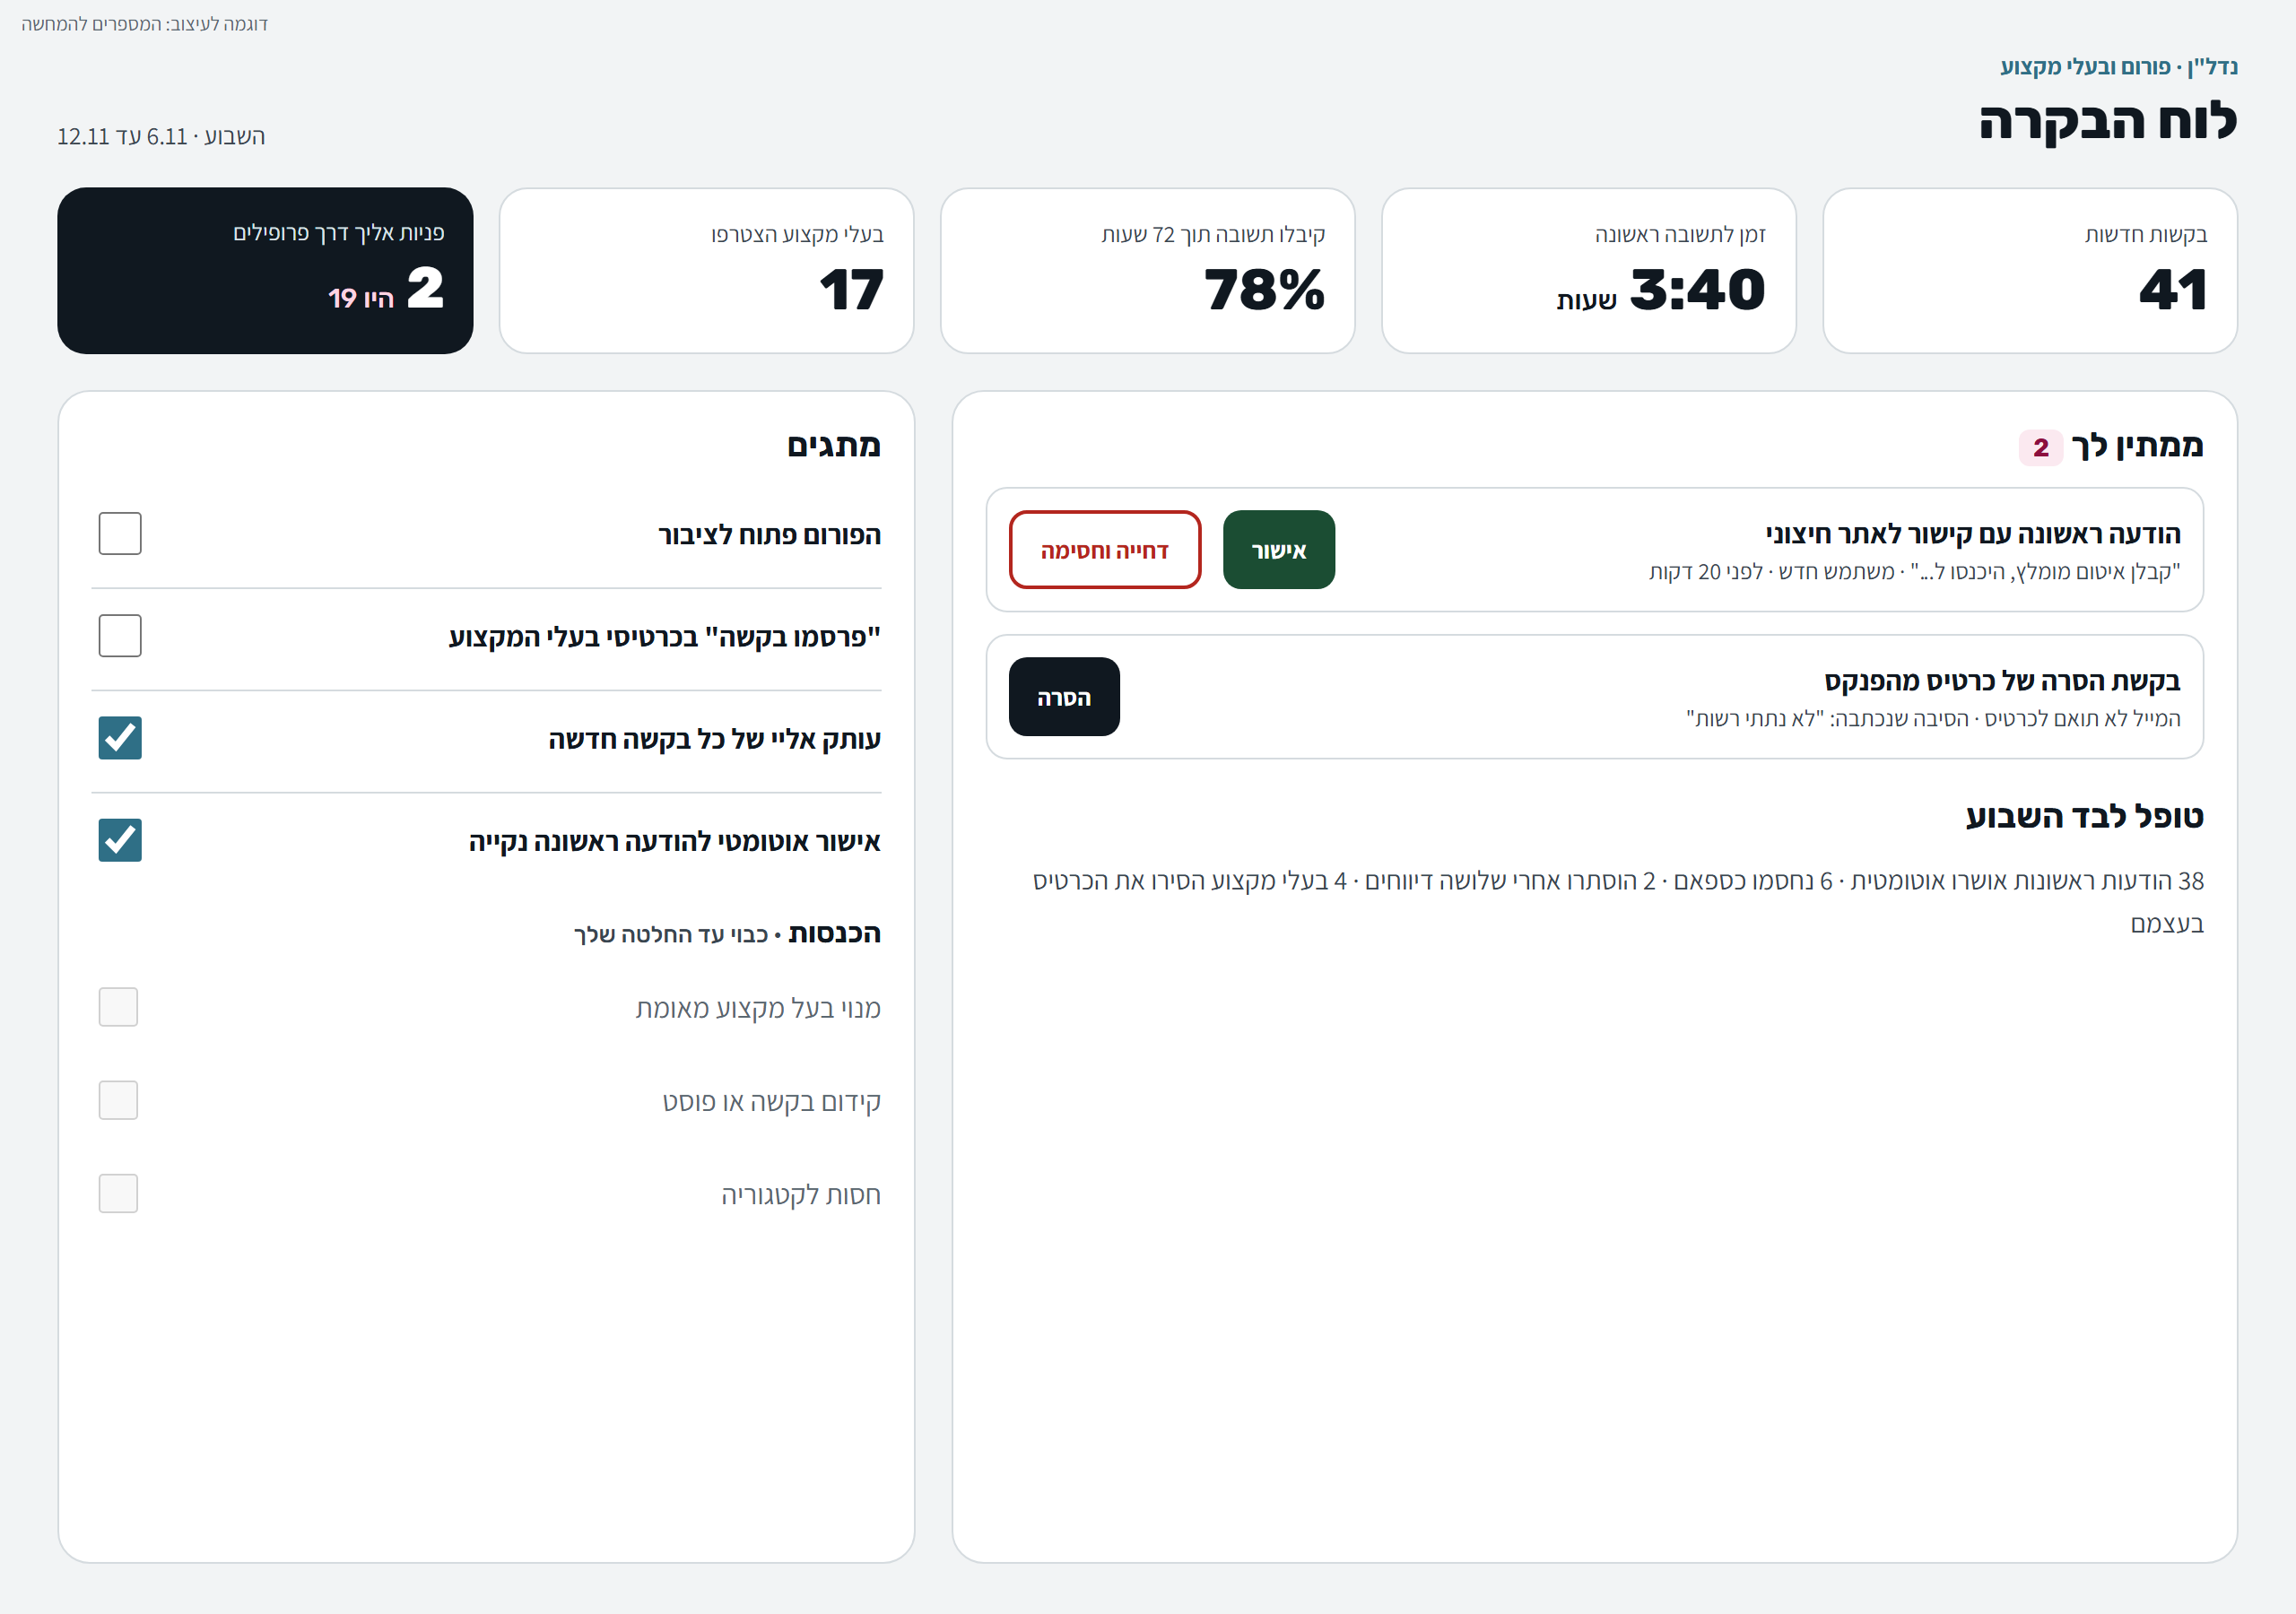 דוגמה לעיצוב: המספרים להמחשה
נדל"ן · פורום ובעלי מקצוע
לוח הבקרה
השבוע · 6.11 עד 12.11
בקשות חדשות
41
זמן לתשובה ראשונה
3:40 שעות
קיבלו תשובה תוך 72 שעות
78%
בעלי מקצוע הצטרפו
17
פניות אליך דרך פרופילים
2 היו 19
ממתין לך 2
הודעה ראשונה עם קישור לאתר חיצוני
"קבלן איטום מומלץ, היכנסו ל..." · משתמש חדש · לפני 20 דקות
אישור
דחייה וחסימה
בקשת הסרה של כרטיס מהפנקס
המייל לא תואם לכרטיס · הסיבה שנכתבה: "לא נתתי רשות"
הסרה
טופל לבד השבוע
38 הודעות ראשונות אושרו אוטומטית · 6 נחסמו כספאם · 2 הוסתרו אחרי שלושה דיווחים · 4 בעלי מקצוע הסירו את הכרטיס
בעצמם
מתגים
הפורום פתוח לציבור
"פרסמו בקשה" בכרטיסי בעלי המקצוע
עותק אליי של כל בקשה חדשה
אישור אוטומטי להודעה ראשונה נקייה
הכנסות • כבוי עד החלטה שלך
מנוי בעל מקצוע מאומת
קידום בקשה או פוסט
חסות לקטגוריה